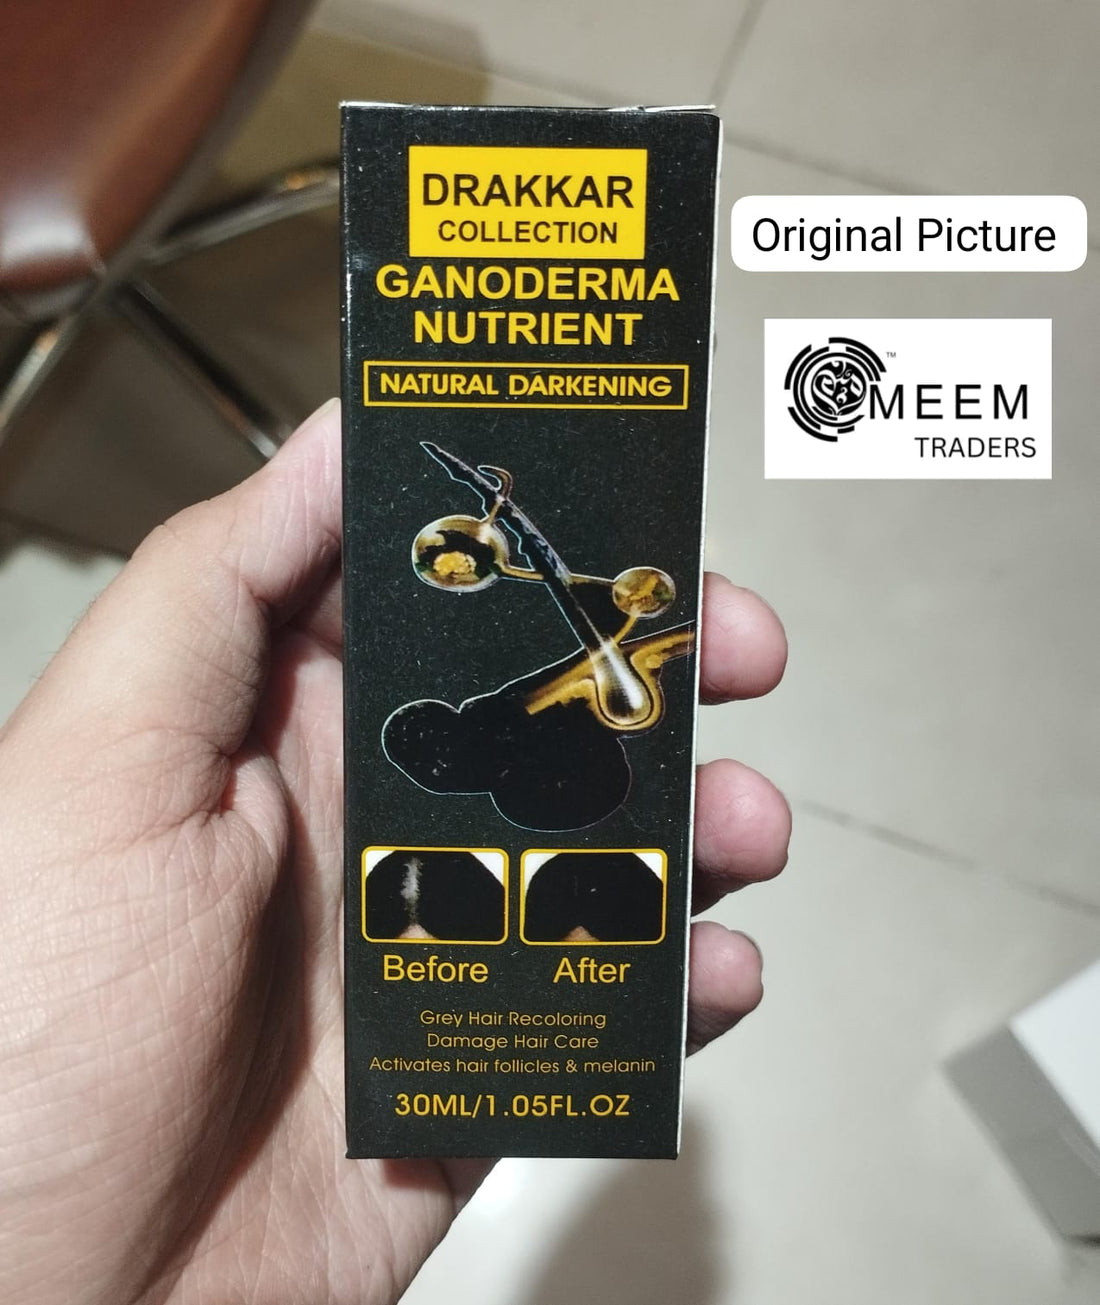 DRAKKAR
COLLECTION
GANODERMA
NUTRIENT
NATURAL DARKENING
Before
After
Grey Hair Recoloring
Damage Hair Care
Activates hair follicles & melanin
30ML/1.05FL.OZ
Original Picture
TM
MEEM
TRADERS